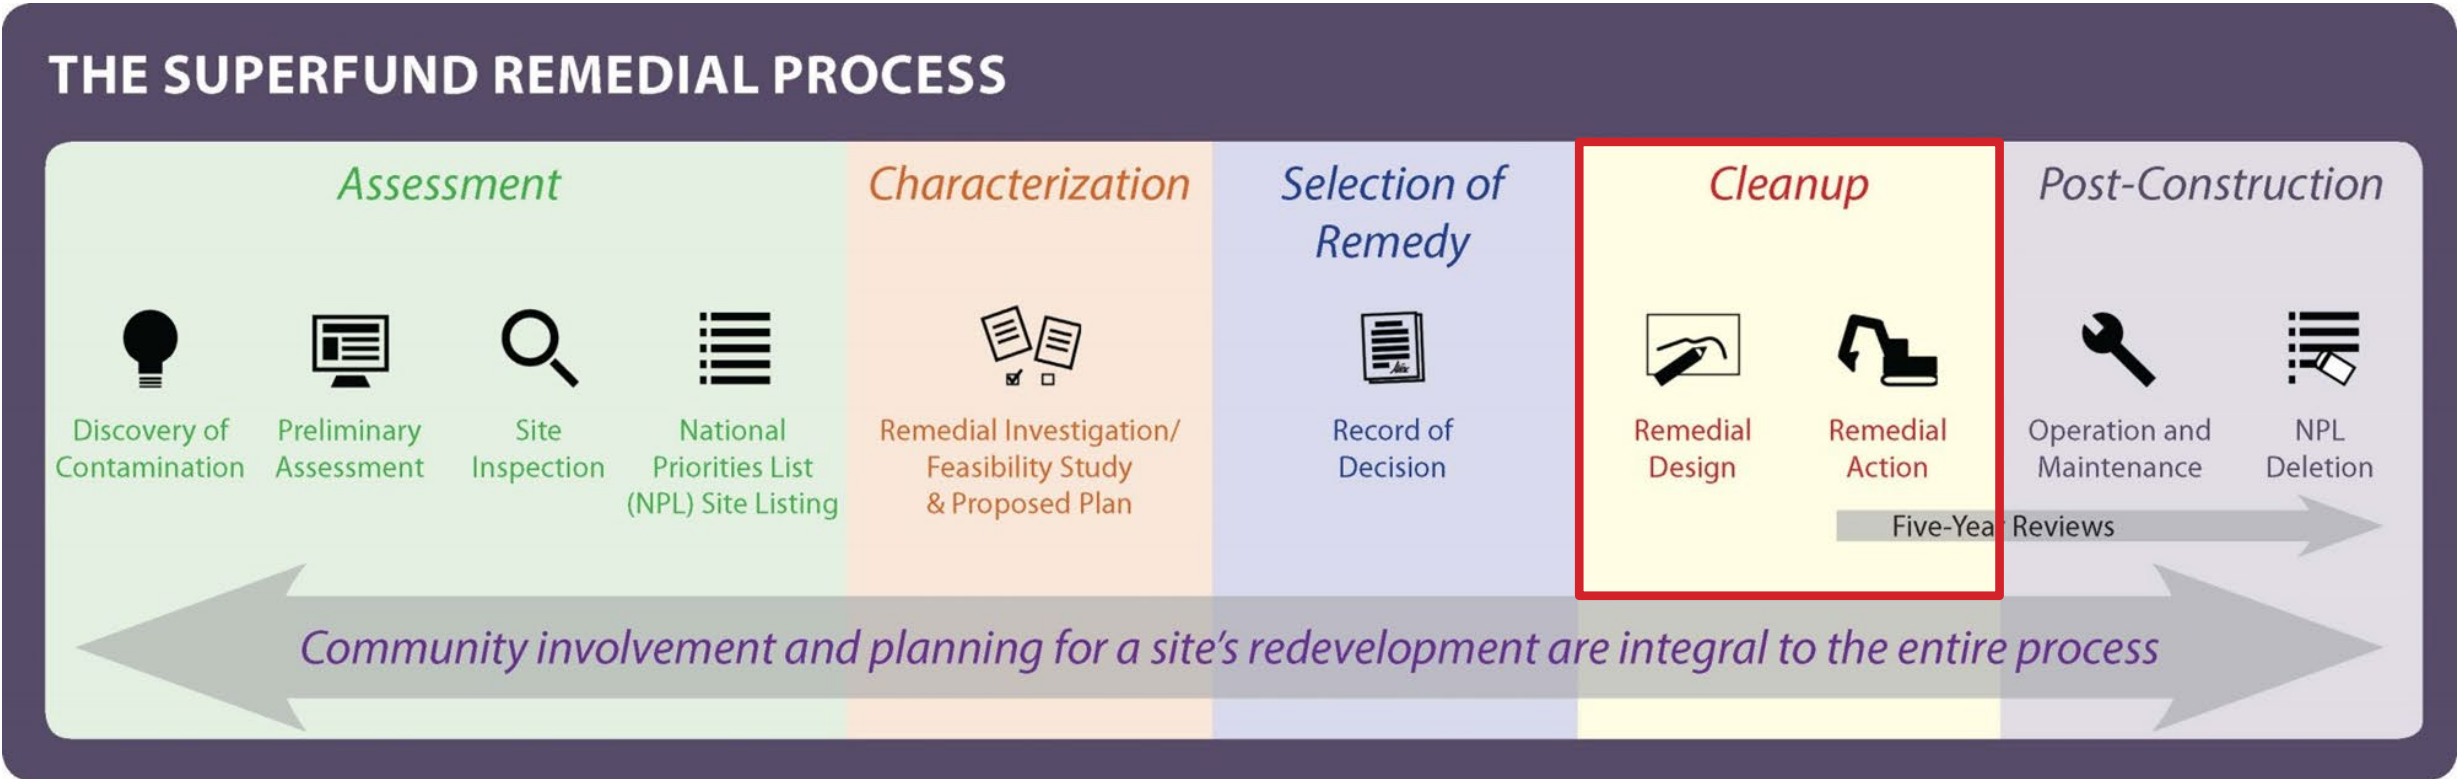 THE SUPERFUND REMEDIAL PROCESS
Assessment
Discovery of
Contamination
Preliminary
Assessment
Site
Inspection
National
Priorities List
(NPL) Site Listing
Characterization
Remedial Investigation/
Feasibility Study
& Proposed Plan
Selection of
Remedy
Record of
Decision
Cleanup
Remedial
Design
Remedial
Action
Post-Construction
Operation and
Maintenance
NPL
Deletion
Five-Year Reviews
Community involvement and planning for a site's redevelopment are integral to the entire process